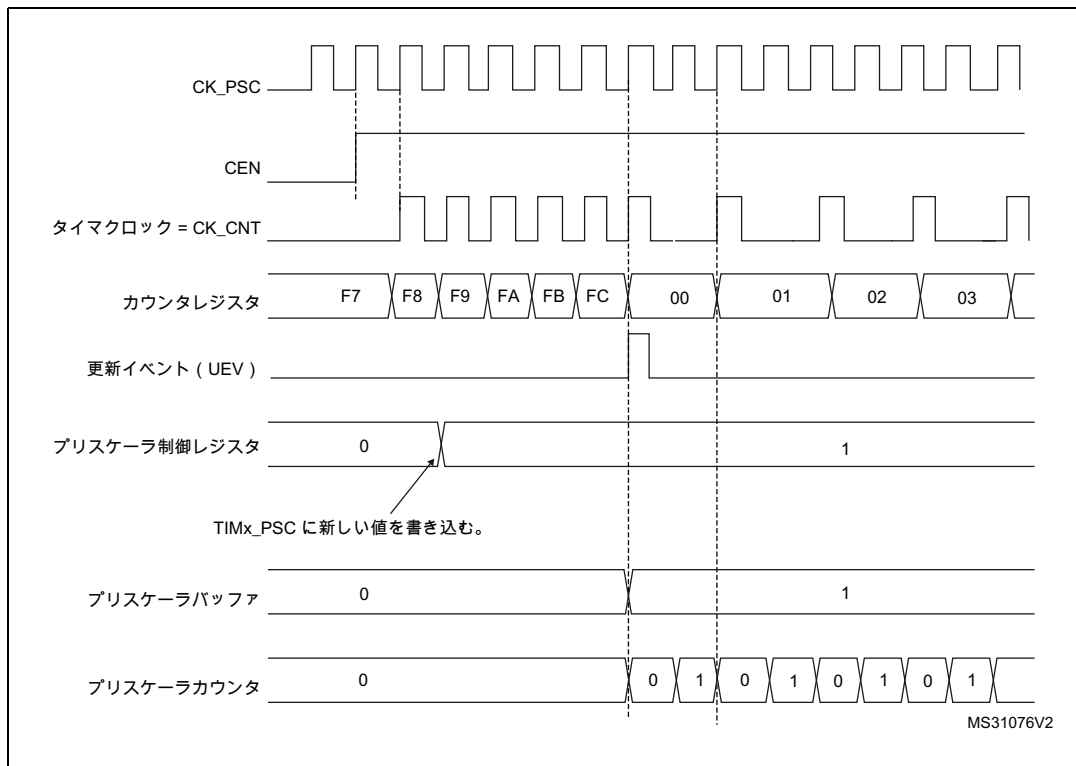 CK_PSC
CEN
タイマクロック = CK_CNT
カウンタレジスタ F7 F8 F9 FA FB FC 00 01 02 03
更新イベント ( UEV )
プリスケーラ制御レジスタ 0 1
TIMx_PSC に新しい値を書き込む。
プリスケーラバッファ 0 1
プリスケーラカウンタ 0 0 1 0 1 0 1 0 1
MS31076V2